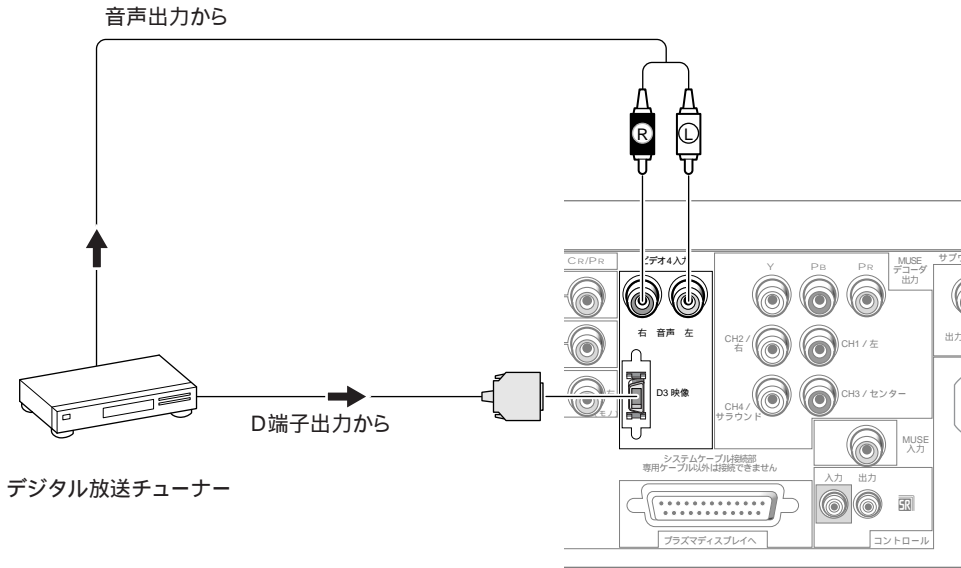 音声出力から
R
L
CR/PR
ビデオ4入力
Y
PB
PR
MUSE
デコーダ
出力
右 音声 左
CH2 /
右
CH1 / 左
出力
D3 映像
CH4 /
サラウンド
CH3 / センター
D端子出力から
MUSE
入力
システムケーブル接続部
専用ケーブル以外は接続できません
デジタル放送チューナー
入力
出力
SR
プラズマディスプレイへ
コントロール